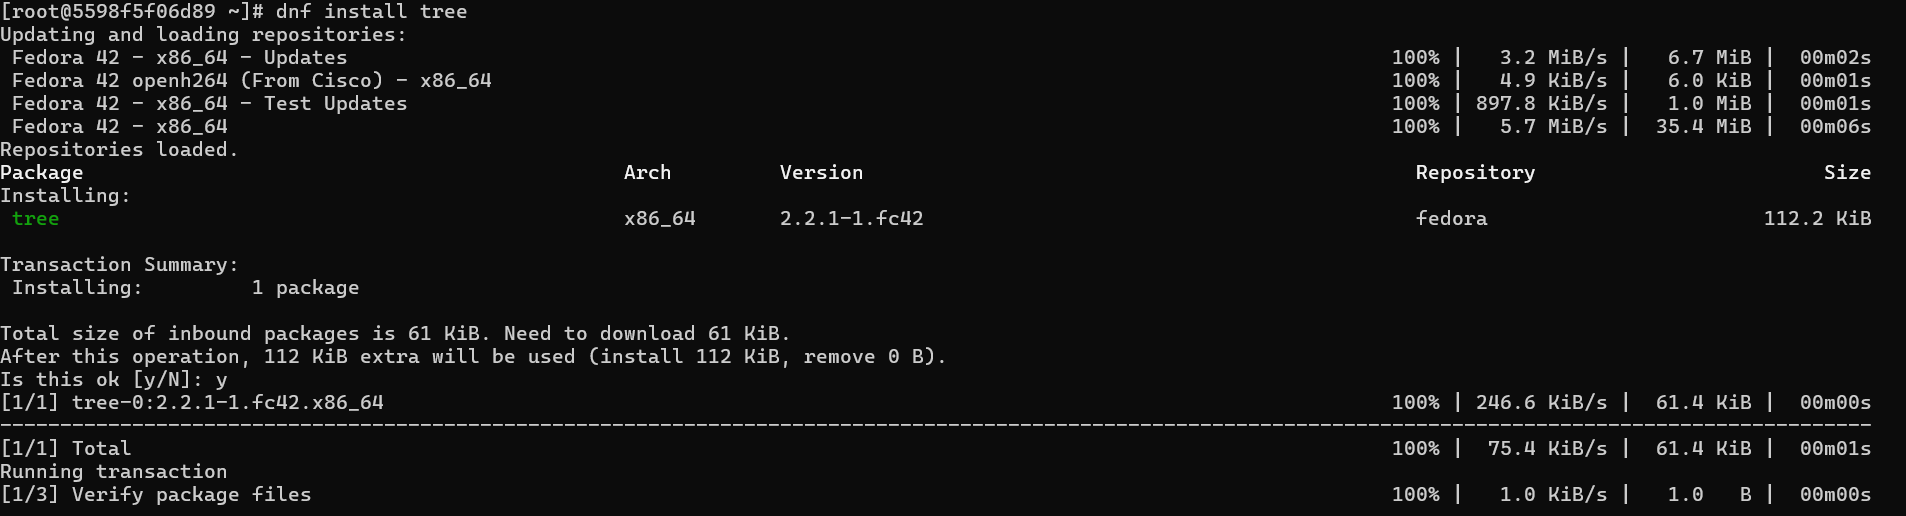 [root@5598f5f06d89 ~]# dnf install tree
Updating and loading repositories:
 Fedora 42 - x86_64 - Updates 100% | 3.2 MiB/s | 6.7 MiB | 00m02s
 Fedora 42 openh264 (From Cisco) - x86_64 100% | 4.9 KiB/s | 6.0 KiB | 00m01s
 Fedora 42 - x86_64 - Test Updates 100% | 897.8 KiB/s | 1.0 MiB | 00m01s
 Fedora 42 - x86_64 100% | 5.7 MiB/s | 35.4 MiB | 00m06s
Repositories loaded.
Package Arch Version Repository Size
Installing:
 tree x86_64 2.2.1-1.fc42 fedora 112.2 KiB
Transaction Summary:
 Installing: 1 package
Total size of inbound packages is 61 KiB. Need to download 61 KiB.
After this operation, 112 KiB extra will be used (install 112 KiB, remove 0 B).
Is this ok [y/N]: y
[1/1] tree-0:2.2.1-1.fc42.x86_64 100% | 246.6 KiB/s | 61.4 KiB | 00m00s
------------------------------------------------------------------------------------------------------------------------------------------------------------
[1/1] Total 100% | 75.4 KiB/s | 61.4 KiB | 00m01s
Running transaction
[1/3] Verify package files 100% | 1.0 KiB/s | 1.0 B | 00m00s